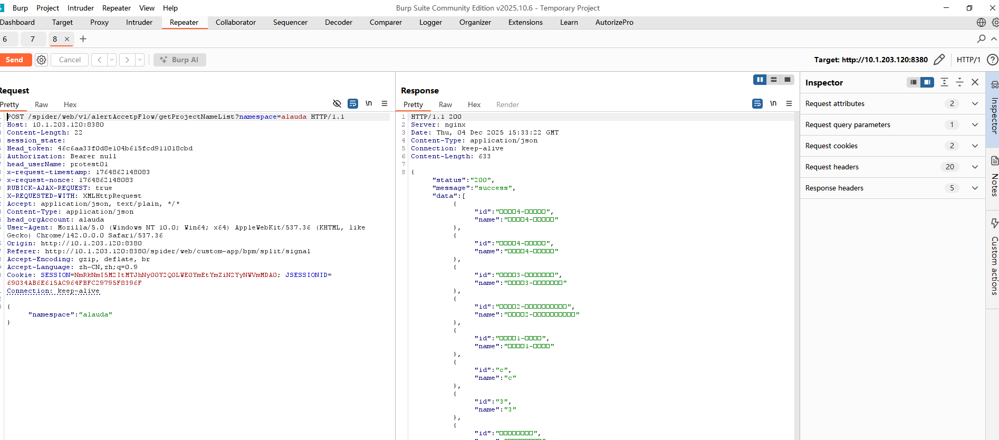 Burp Project Intruder Repeater View Help
Burp Suite Community Edition v2025.10.6 - Temporary Project
Dashboard Target Proxy Intruder Repeater Collaborator Sequencer Decoder Comparer Logger Organizer Extensions Learn AutorizePro
6 7 8 × +
Send Cancel < > Burp AI
Target: http://10.1.203.120:8380 HTTP/1
Request
Pretty Raw Hex \n
POST /spider/web/v1/alertAccetpFlow/getProjectNameList?namespace=alauda HTTP/1.1
Host: 10.1.203.120:8380
Content-Length: 22
session_state:
Head_token: 46c6aa33f0d8e104b615fcd911018cbd
Authorization: Bearer null
head_userName: protest01
x-request-timestamp: 1764862148083
x-request-nonce: 1764862148083
RUBICK-AJAX-REQUEST: true
X-REQUESTED-WITH: XMLHttpRequest
Accept: application/json, text/plain, */*
Content-Type: application/json
head_orgAccount: alauda
User-Agent: Mozilla/5.0 (Windows NT 10.0; Win64; x64) AppleWebKit/537.36 (KHTML, like
Gecko) Chrome/142.0.0.0 Safari/537.36
Origin: http://10.1.203.120:8380
Referer: http://10.1.203.120:8380/spider/web/custom-app/bpm/split/signal
Accept-Encoding: gzip, deflate, br
Accept-Language: zh-CN,zh;q=0.9
Cookie: SESSION=NmRkNmI5M2ItMTJhNy00Y2Q0LWE0YmEtYmZiN2YyNWVmMDA0; JSESSIONID=
69034AB6E615AC964FBFC29795F8396F
Connection: keep-alive
{
"namespace":"alauda"
}
Response
Pretty Raw Hex Render \n
1 HTTP/1.1 200
2 Server: nginx
3 Date: Thu, 04 Dec 2025 15:33:22 GMT
4 Content-Type: application/json
5 Connection: keep-alive
6 Content-Length: 633
7
8 {
"status":"200",
"message":"success",
"data":[
{
"id":"□□□□4-□□□□□",
"name":"□□□□4-□□□□□"
},
{
"id":"□□□□4-□□□□□",
"name":"□□□□4-□□□□□"
},
{
"id":"□□□□3-□□□□□□□",
"name":"□□□□3-□□□□□□□"
},
{
"id":"□□□□2-□□□□□□□□□□",
"name":"□□□□2-□□□□□□□□□□"
},
{
"id":"□□□□1-□□□□",
"name":"□□□□1-□□□□"
},
{
"id":"c",
"name":"c"
},
{
"id":"3",
"name":"3"
},
{
"id":"□□□□□□□□",
Inspector
Request attributes 2
Request query parameters 1
Request cookies 2
Request headers 20
Response headers 5
Inspector
Notes
Custom actions